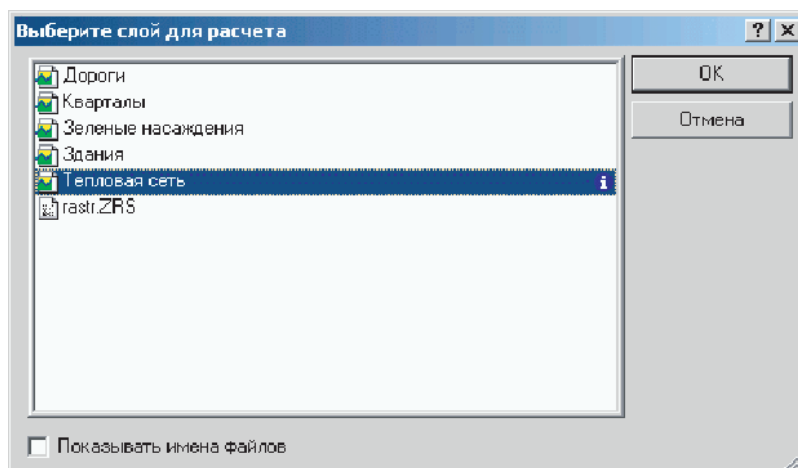 Выберите слой для расчета
Дороги
Кварталы
Зеленые насаждения
Здания
Тепловая сеть
rastr.ZRS
OK
Отмена
Показывать имена файлов